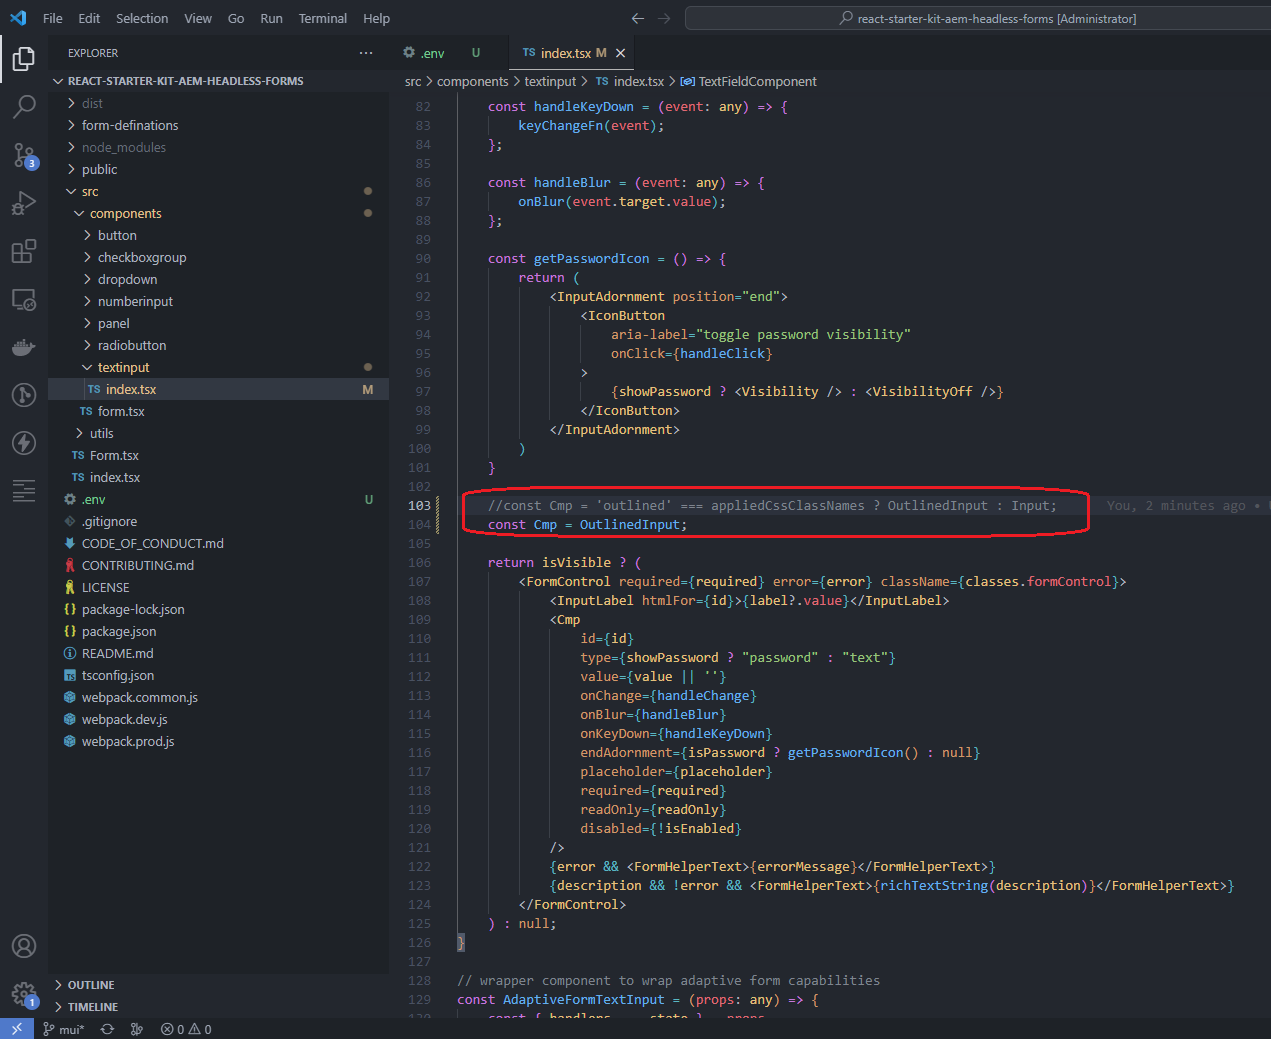 File Edit Selection View Go Run Terminal Help
react-starter-kit-aem-headless-forms [Administrator]
EXPLORER
.env U
TS index.tsx M
REACT-STARTER-KIT-AEM-HEADLESS-FORMS
src > components > textinput > TS index.tsx > TextFieldComponent
dist
form-definations
node_modules
public
src
components
button
checkboxgroup
dropdown
numberinput
panel
radiobutton
textinput
TS index.tsx M
TS form.tsx
utils
TS Form.tsx
TS index.tsx
.env U
.gitignore
CODE_OF_CONDUCT.md
CONTRIBUTING.md
LICENSE
{} package-lock.json
{} package.json
README.md
TS tsconfig.json
webpack.common.js
webpack.dev.js
webpack.prod.js
3
82 const handleKeyDown = (event: any) => {
83 keyChangeFn(event);
84 };
85
86 const handleBlur = (event: any) => {
87 onBlur(event.target.value);
88 };
89
90 const getPasswordIcon = () => {
91 return (
92 <InputAdornment position="end">
93 <IconButton
94 aria-label="toggle password visibility"
95 onClick={handleClick}
96 >
97 {showPassword ? <Visibility /> : <VisibilityOff />}
98 </IconButton>
99 </InputAdornment>
100 )
101 }
102
103 //const Cmp = 'outlined' === appliedCssClassNames ? OutlinedInput : Input; You, 2 minutes ago •
104 const Cmp = OutlinedInput;
105
106 return isVisible ? (
107 <FormControl required={required} error={error} className={classes.formControl}>
108 <InputLabel htmlFor={id}>{label?.value}</InputLabel>
109 <Cmp
110 id={id}
111 type={showPassword ? "password" : "text"}
112 value={value || ''}
113 onChange={handleChange}
114 onBlur={handleBlur}
115 onKeyDown={handleKeyDown}
116 endAdornment={isPassword ? getPasswordIcon() : null}
117 placeholder={placeholder}
118 required={required}
119 readOnly={readOnly}
120 disabled={!isEnabled}
121 />
122 {error && <FormHelperText>{errorMessage}</FormHelperText>}
123 {description && !error && <FormHelperText>{richTextString(description)}</FormHelperText>}
124 </FormControl>
125 ) : null;
126 }
127
128 // wrapper component to wrap adaptive form capabilities
129 const AdaptiveFormTextInput = (props: any) => {
OUTLINE
TIMELINE
1
mui* 0 0